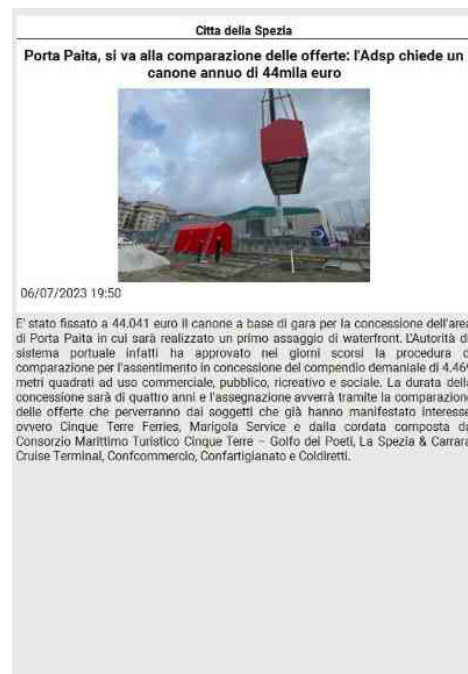 Citta della Spezia
Porta Paita, si va alla comparazione delle offerte: l'Adsp chiede un
canone annuo di 44mila euro
06/07/2023 19:50
E' stato fissato a 44.041 euro il canone a base di gara per la concessione dell'area
di Porta Paita in cui sarà realizzato un primo assaggio di waterfront. L'Autorità di
sistema portuale infatti ha approvato nei giorni scorsi la procedura d
comparazione per l'assentimento in concessione del compendio demaniale di 4.469
metri quadrati ad uso commerciale, pubblico, ricreativo e sociale. La durata della
concessione sarà di quattro anni e l'assegnazione avverrà tramite la comparazione
delle offerte che perverranno dai soggetti che già hanno manifestato interesse
ovvero Cinque Terre Ferries, Marigola Service e dalla cordata composta da
Consorzio Marittimo Turistico Cinque Terre – Golfo dei Poeti, La Spezia & Carrara
Cruise Terminal, Confcommercio, Confartigianato e Coldiretti.